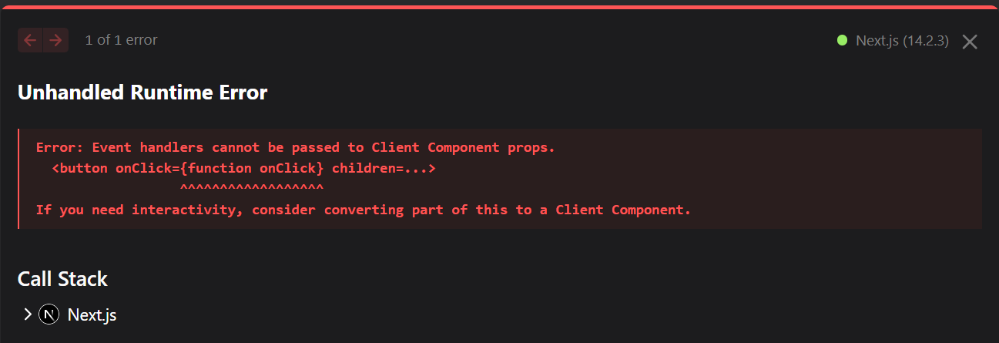 1 of 1 error
Next.js (14.2.3)
Unhandled Runtime Error
Error: Event handlers cannot be passed to Client Component props.
<button onClick={function onClick} children=...>
^^^^^^^^^^^^^^^^^^
If you need interactivity, consider converting part of this to a Client Component.
Call Stack
N Next.js